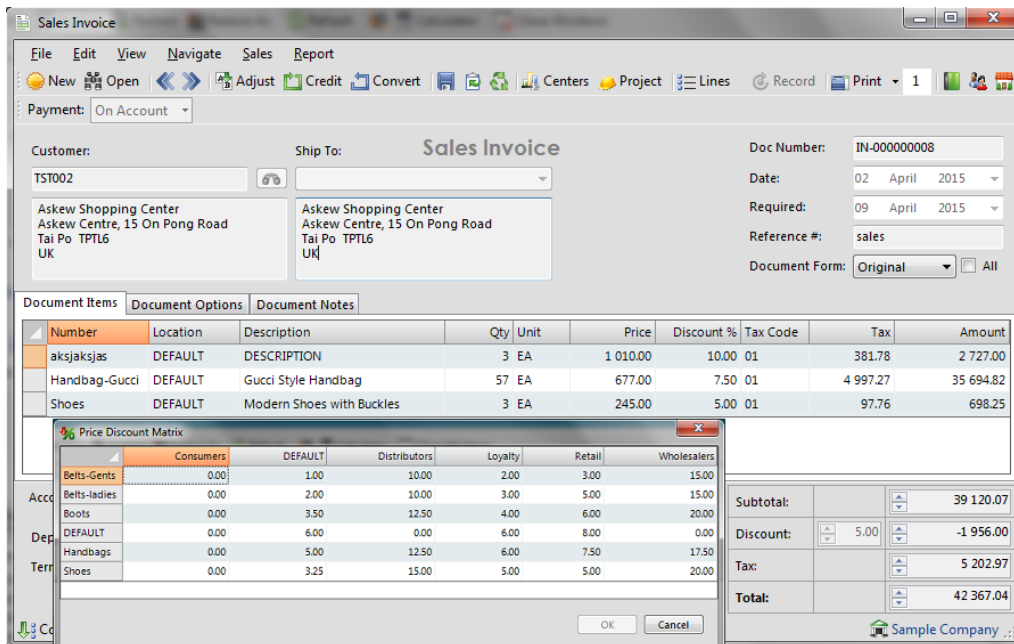 Sales Invoice
File Edit View Navigate Sales Report
New Open Adjust Credit Convert Centers Project Lines Record Print 1
Payment: On Account
Sales Invoice
Customer: Ship To:
TST002
Askew Shopping Center
Askew Centre, 15 On Pong Road
Tai Po TPTL6
UK
Askew Shopping Center
Askew Centre, 15 On Pong Road
Tai Po TPTL6
UK
Doc Number: IN-000000008
Date: 02 April 2015
Required: 09 April 2015
Reference #: sales
Document Form: Original All
Document Items Document Options Document Notes
Number Location Description Qty Unit Price Discount % Tax Code Tax Amount
aksjaksjas DEFAULT DESCRIPTION 3 EA 1 010.00 10.00 01 381.78 2 727.00
Handbag-Gucci DEFAULT Gucci Style Handbag 57 EA 677.00 7.50 01 4 997.27 35 694.82
Shoes DEFAULT Modern Shoes with Buckles 3 EA 245.00 5.00 01 97.76 698.25
Price Discount Matrix
Consumers DEFAULT Distributors Loyalty Retail Wholesalers
Belts-Gents 0.00 1.00 10.00 2.00 3.00 15.00
Belts-ladies 0.00 2.00 10.00 3.00 5.00 15.00
Boots 0.00 3.50 12.50 4.00 6.00 20.00
DEFAULT 0.00 6.00 0.00 6.00 8.00 0.00
Handbags 0.00 5.00 12.50 6.00 7.50 17.50
Shoes 0.00 3.25 15.00 5.00 5.00 20.00
OK Cancel
Subtotal: 39 120.07
Discount: 5.00 -1 956.00
Tax: 5 202.97
Total: 42 367.04
Sample Company